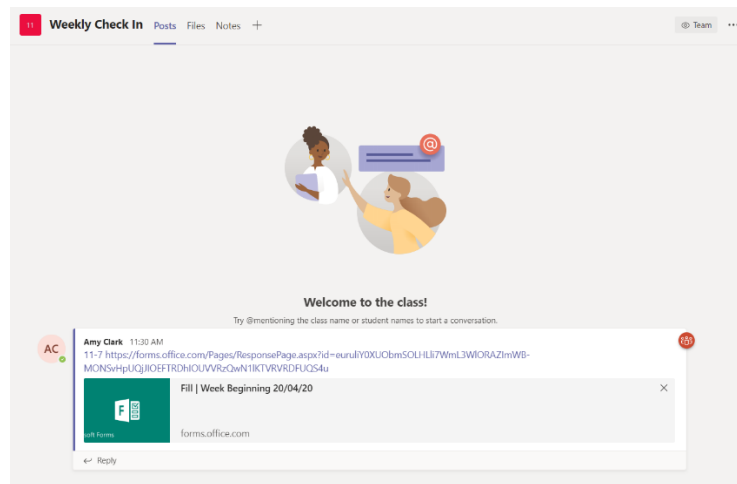 11 Weekly Check In Posts Files Notes + Team ...
@
Welcome to the class!
Try @mentioning the class name or student names to start a conversation.
AC Amy Clark 11:30 AM
11-7 https://forms.office.com/Pages/ResponsePage.aspx?id=euruliY0XUObmSOLHLli7WmL3WlORAZImWB-
MONSvHpUQjJIOEFTRDhIOUVVRzQwN1lKTVRVRDFUQS4u
Fill | Week Beginning 20/04/20
F
soft Forms
forms.office.com
Reply